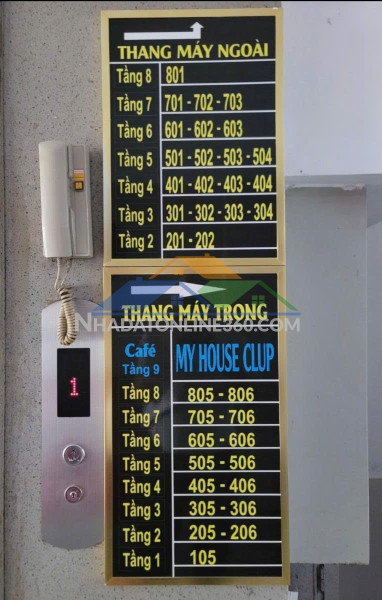 THANG MÁY NGOÀI
Tầng 8 801
Tầng 7 701 - 702 - 703
Tầng 6 601 - 602 - 603
Tầng 5 501 - 502 - 503 - 504
Tầng 4 401 - 402 - 403 - 404
Tầng 3 301 - 302 - 303 - 304
Tầng 2 201 - 202
THANG MÁY TRONG
NHADATONLINE360.COM
Café MY HOUSE CLUP
Tầng 9
Tầng 8 805 - 806
Tầng 7 705 - 706
Tầng 6 605 - 606
Tầng 5 505 - 506
Tầng 4 405 - 406
Tầng 3 305 - 306
Tầng 2 205 - 206
Tầng 1 105
1